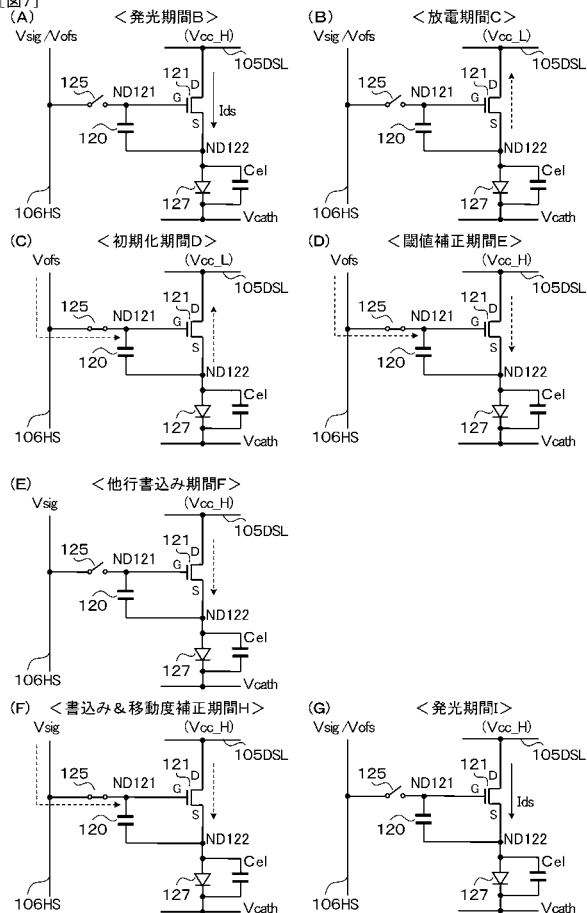 [図7]
(A) <発光期間B>
Vsig/Vofs
(Vcc_H)
105DSL
125
ND121
121
D
G
Ids
S
120
ND122
Cel
127
106HS
Vcath
(B) <放電期間C>
Vsig/Vofs
(Vcc_L)
105DSL
125
ND121
121
D
G
S
120
ND122
Cel
127
106HS
Vcath
(C) <初期化期間D>
Vofs
(Vcc_L)
105DSL
125
ND121
121
D
G
S
120
ND122
Cel
127
106HS
Vcath
(D) <閾値補正期間E>
Vofs
(Vcc_H)
105DSL
125
ND121
121
D
G
S
120
ND122
Cel
127
106HS
Vcath
(E) <他行書込み期間F>
Vsig
(Vcc_H)
105DSL
125
ND121
121
D
G
S
120
ND122
Cel
127
106HS
Vcath
(F) <書込み&移動度補正期間H>
Vsig
(Vcc_H)
105DSL
125
ND121
121
D
G
S
120
ND122
Cel
127
106HS
Vcath
(G) <発光期間I>
Vsig/Vofs
(Vcc_H)
105DSL
125
ND121
121
D
G
Ids
S
120
ND122
Cel
127
106HS
Vcath